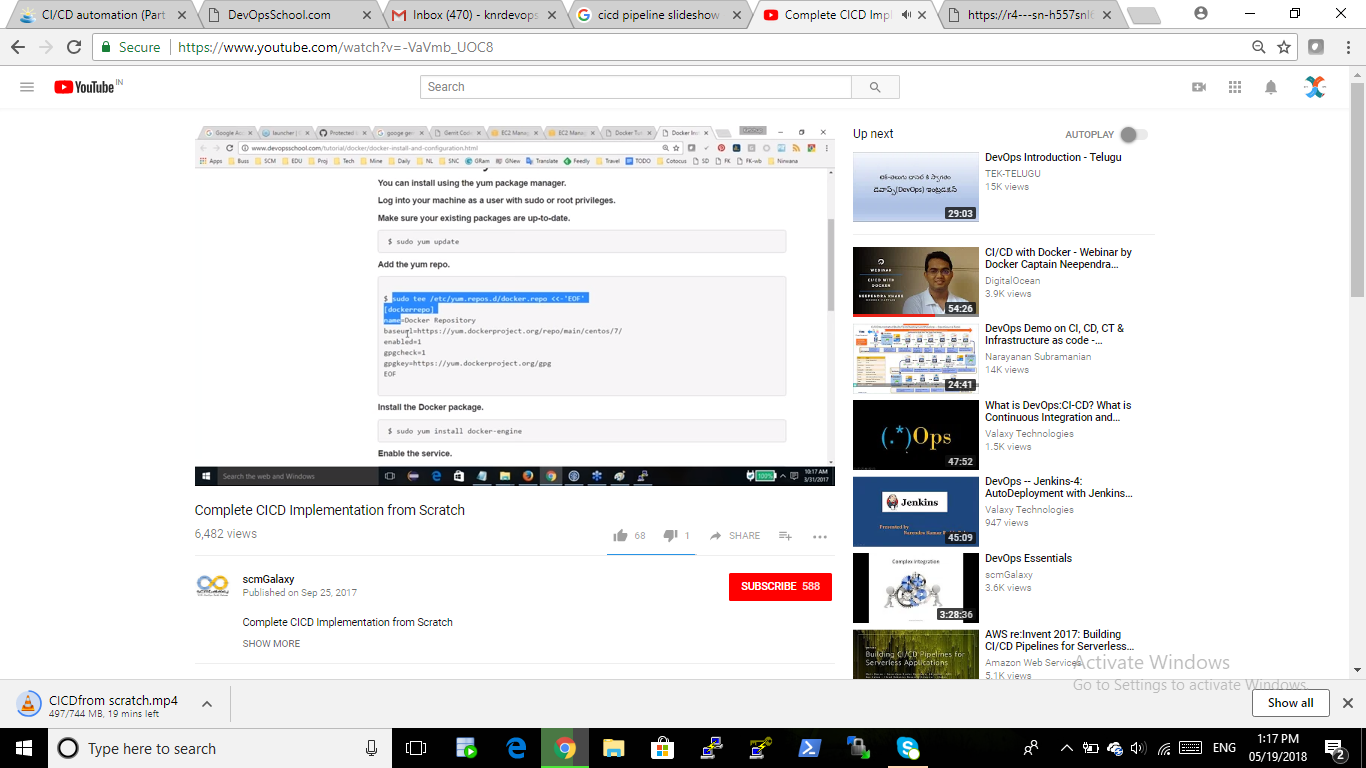 CI/CD automation (Part
DevOpsSchool.com
Inbox (470) - knrdevops
cicd pipeline slideshow
Complete CICD Impl
https://r4---sn-h557snl6
Secure
https://www.youtube.com/watch?v=-VaVmb_UOC8
YouTube IN
Search
Gerrit Cod
EC2 Manag
EC2 Manag
Docker Tu
Docker Ins
www.devopsschool.com/tutorial/docker/docker-install-and-configuration.html
Apps Buss SCM EDU Proj Tech Mine Daily NL SNC GRam GNew Translate Feedly Travel TODO Cotocus SD FK FK-wb Nirvana
You can install using the yum package manager.
Log into your machine as a user with sudo or root privileges.
Make sure your existing packages are up-to-date.
$ sudo yum update
Add the yum repo.
$ sudo tee /etc/yum.repos.d/docker.repo <<-'EOF'
[dockerrepo]
name=Docker Repository
baseurl=https://yum.dockerproject.org/repo/main/centos/7/
enabled=1
gpgcheck=1
gpgkey=https://yum.dockerproject.org/gpg
EOF
Install the Docker package.
$ sudo yum install docker-engine
Enable the service.
Search the web and Windows
100%
10:17 AM
3/31/2017
Complete CICD Implementation from Scratch
6,482 views
68
1
SHARE
scmGalaxy
Published on Sep 25, 2017
SUBSCRIBE 588
Complete CICD Implementation from Scratch
SHOW MORE
Up next
AUTOPLAY
29:03
DevOps Introduction - Telugu
TEK-TELUGU
15K views
WEBINAR
CI/CD WITH
DOCKER
NEEPENDRA KHARE
54:26
CI/CD with Docker - Webinar by
Docker Captain Neependra...
DigitalOcean
3.9K views
24:41
DevOps Demo on CI, CD, CT &
Infrastructure as code -...
Narayanan Subramanian
14K views
(.*)Ops
47:52
What is DevOps:CI-CD? What is
Continuous Integration and...
Valaxy Technologies
1.5K views
Jenkins
Presented by
45:09
DevOps -- Jenkins-4:
AutoDeployment with Jenkins...
Valaxy Technologies
947 views
Complex Integration
3:28:36
DevOps Essentials
scmGalaxy
3.6K views
Building CI/CD Pipelines for
Serverless Applications
AWS re:Invent 2017: Building
CI/CD Pipelines for Serverless...
Amazon Web Services
5.1K views
Activate Windows
Go to Settings to activate Windows.
CICDfrom scratch.mp4
497/744 MB, 19 mins left
Show all
Type here to search
ENG
1:17 PM
05/19/2018
2